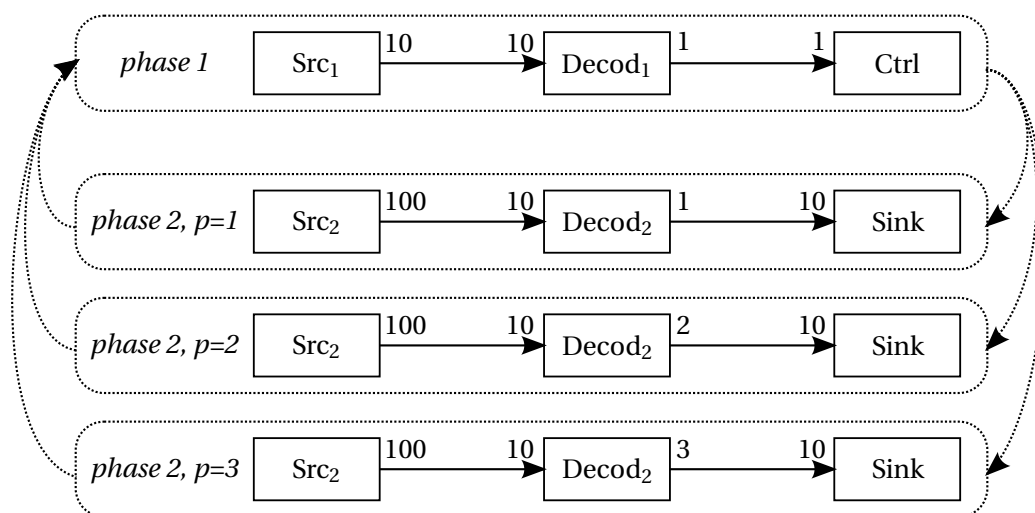 phase 1 Src₁ 10 10 Decod₁ 1 1 Ctrl
phase 2, p=1 Src₂ 100 10 Decod₂ 1 10 Sink
phase 2, p=2 Src₂ 100 10 Decod₂ 2 10 Sink
phase 2, p=3 Src₂ 100 10 Decod₂ 3 10 Sink